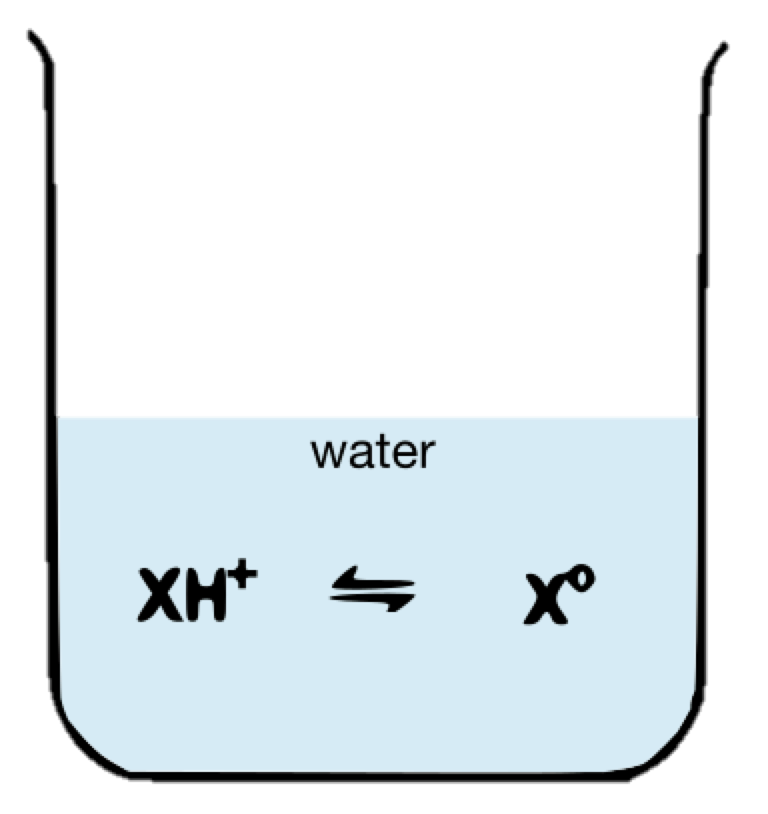 water
XH⁺ ⇌ X⁰